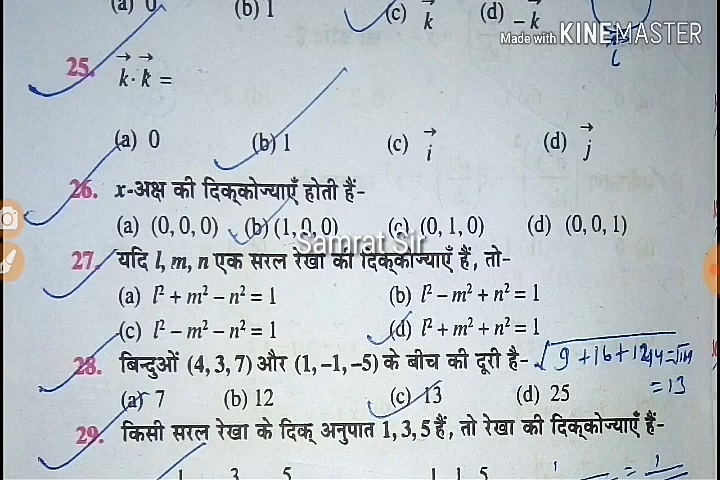 (b) 1 (c) k (d) –k
Made with KINEMASTER
25. k · k =
(a) 0 (b) 1 (c) i (d) j
26. x-अक्ष की दिक्कोज्याएँ होती हैं-
(a) (0, 0, 0) (b) (1, 0, 0) (c) (0, 1, 0) (d) (0, 0, 1)
Samrat Sir
27. यदि l, m, n एक सरल रेखा की दिक्कोज्याएँ हैं, तो-
(a) l² + m² – n² = 1 (b) l² – m² + n² = 1
(c) l² – m² – n² = 1 (d) l² + m² + n² = 1
28. बिन्दुओं (4, 3, 7) और (1, –1, –5) के बीच की दूरी है- √9 + 16 + 144 = √169
= 13
(a) 7 (b) 12 (c) 13 (d) 25
29. किसी सरल रेखा के दिक् अनुपात 1, 3, 5 हैं, तो रेखा की दिक्कोज्याएँ हैं-